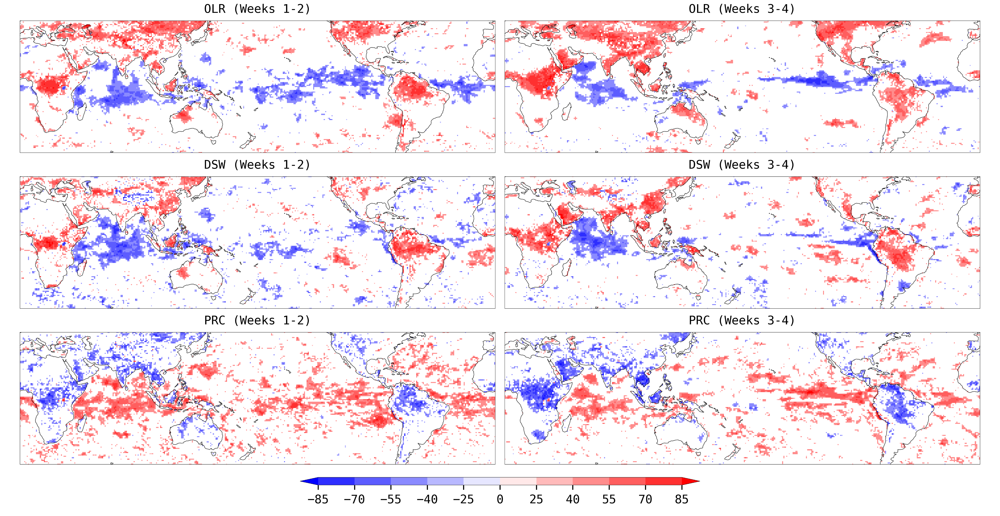 OLR (Weeks 1-2)
OLR (Weeks 3-4)
DSW (Weeks 1-2)
DSW (Weeks 3-4)
PRC (Weeks 1-2)
PRC (Weeks 3-4)
−85 −70 −55 −40 −25 0 25 40 55 70 85